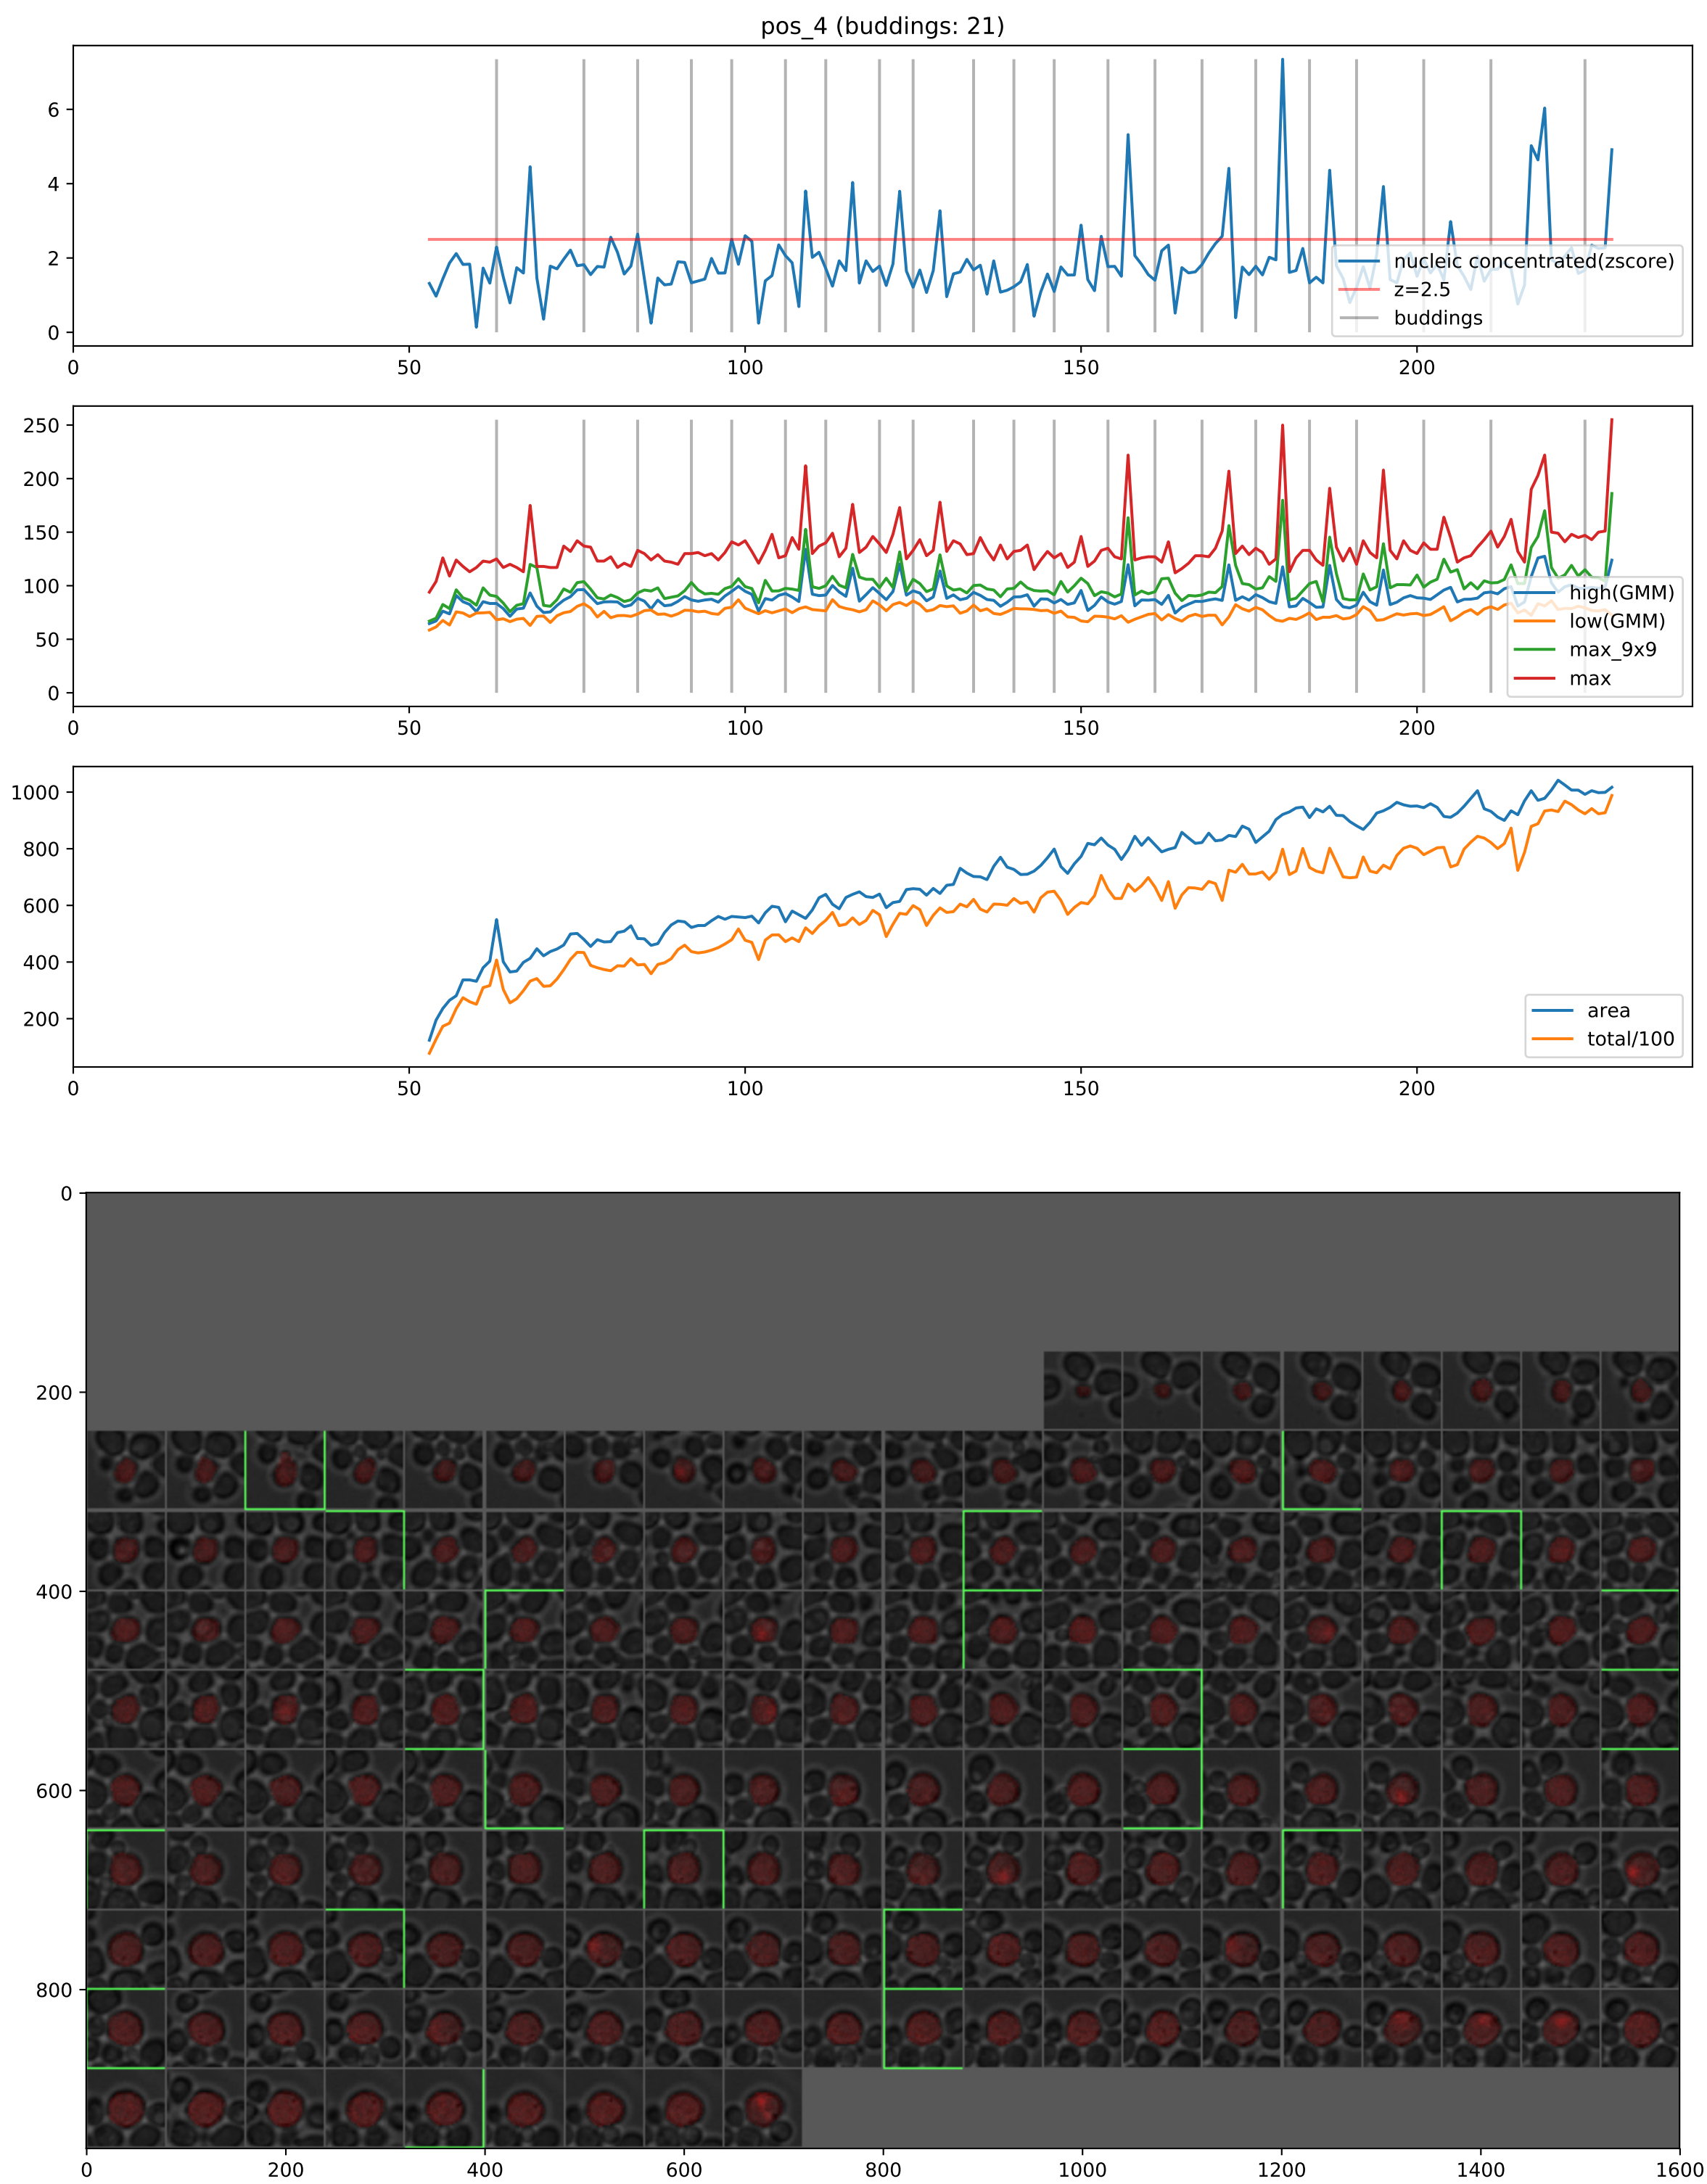 pos_4 (buddings: 21)
6
4
2
0
nucleic concentrated(zscore)
z=2.5
buddings
0 50 100 150 200
250
200
150
100
50
0
high(GMM)
low(GMM)
max_9x9
max
0 50 100 150 200
1000
800
600
400
200
area
total/100
0 50 100 150 200
0
200
400
600
800
0 200 400 600 800 1000 1200 1400 1600